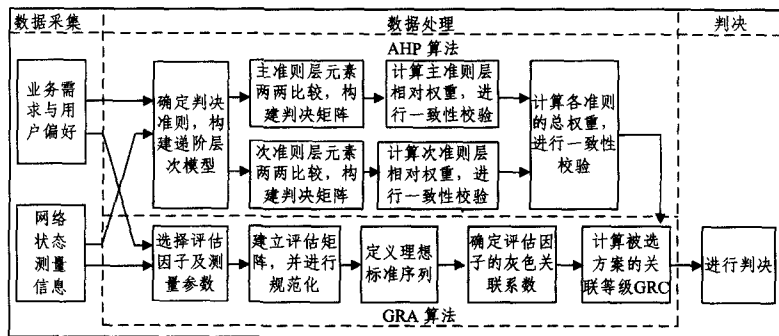 数据采集
数据处理
判决
AHP 算法
业务需
求与用
户偏好
确定判决
准则，构
建递阶层
次模型
主准则层元素
两两比较，构
建判决矩阵
计算主准则层
相对权重，进
行一致性校验
次准则层元素
两两比较，构
建判决矩阵
计算次准则层
相对权重，进
行一致性校验
计算各准则
的总权重，
进行一致性
校验
网络
状态
测量
信息
选择评估
因子及测
量参数
建立评估矩
阵，并进行
规范化
定义理想
标准序列
确定评估因
子的灰色关
联系数
计算被选
方案的关
联等级GRC
进行判决
GRA 算法